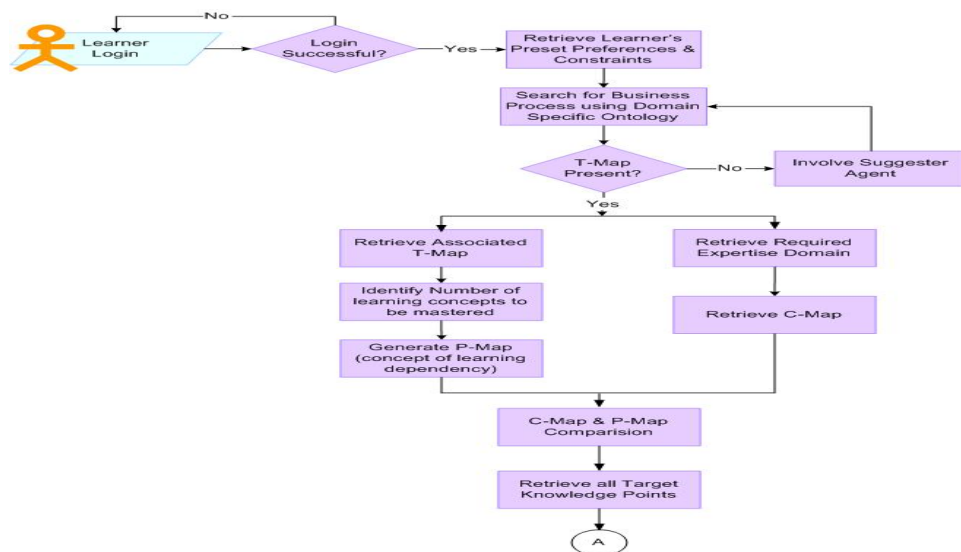 No
Learner
Login
Login
Successful?
Yes
Retrieve Learner's
Preset Preferences &
Constraints
Search for Business
Process using Domain
Specific Ontology
T-Map
Present?
No
Involve Suggester
Agent
Yes
Retrieve Associated
T-Map
Retrieve Required
Expertise Domain
Identify Number of
learning concepts to
be mastered
Retrieve C-Map
Generate P-Map
(concept of learning
dependency)
C-Map & P-Map
Comparision
Retrieve all Target
Knowledge Points
A